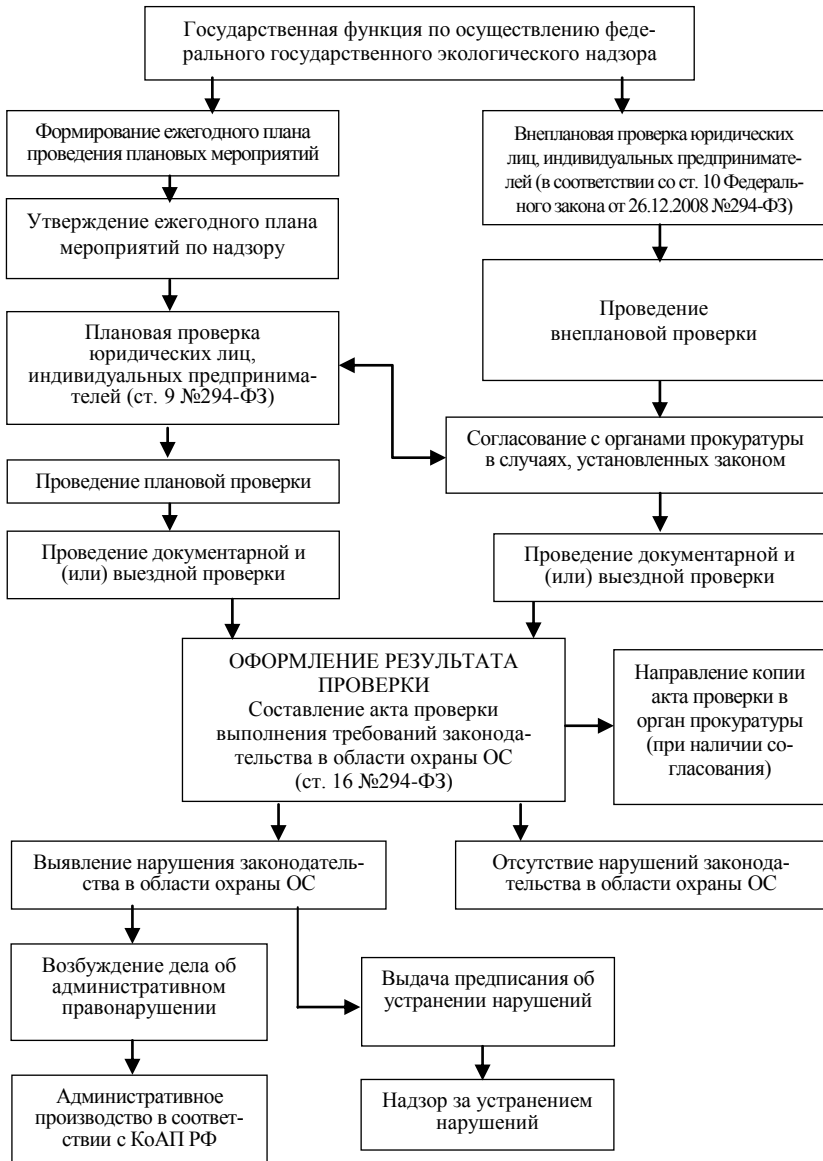 Государственная функция по осуществлению феде-
рального государственного экологического надзора
Формирование ежегодного плана
проведения плановых мероприятий
Внеплановая проверка юридических
лиц, индивидуальных предпринимате-
лей (в соответствии со ст. 10 Федераль-
ного закона от 26.12.2008 №294-ФЗ)
Утверждение ежегодного плана
мероприятий по надзору
Проведение
внеплановой проверки
Плановая проверка
юридических лиц,
индивидуальных предпринима-
телей (ст. 9 №294-ФЗ)
Согласование с органами прокуратуры
в случаях, установленных законом
Проведение плановой проверки
Проведение документарной и
(или) выездной проверки
Проведение документарной и
(или) выездной проверки
ОФОРМЛЕНИЕ РЕЗУЛЬТАТА
ПРОВЕРКИ
Составление акта проверки
выполнения требований законода-
тельства в области охраны ОС
(ст. 16 №294-ФЗ)
Направление копии
акта проверки в
орган прокуратуры
(при наличии со-
гласования)
Выявление нарушения законодатель-
ства в области охраны ОС
Отсутствие нарушений законода-
тельства в области охраны ОС
Возбуждение дела об
административном
правонарушении
Выдача предписания об
устранении нарушений
Административное
производство в соответ-
ствии с КоАП РФ
Надзор за устранением
нарушений